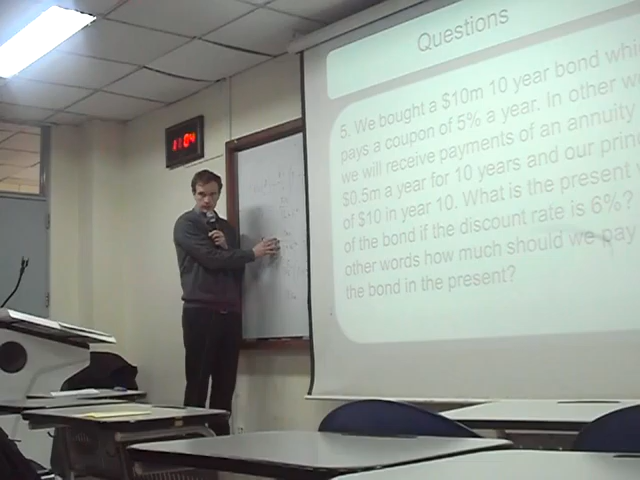 11:04
Questions
5. We bought a $10m 10 year bond whi
pays a coupon of 5% a year. In other w
we will receive payments of an annuity
$0.5m a year for 10 years and our prin
of $10 in year 10. What is the present
of the bond if the discount rate is 6%?
other words how much should we pay
the bond in the present?